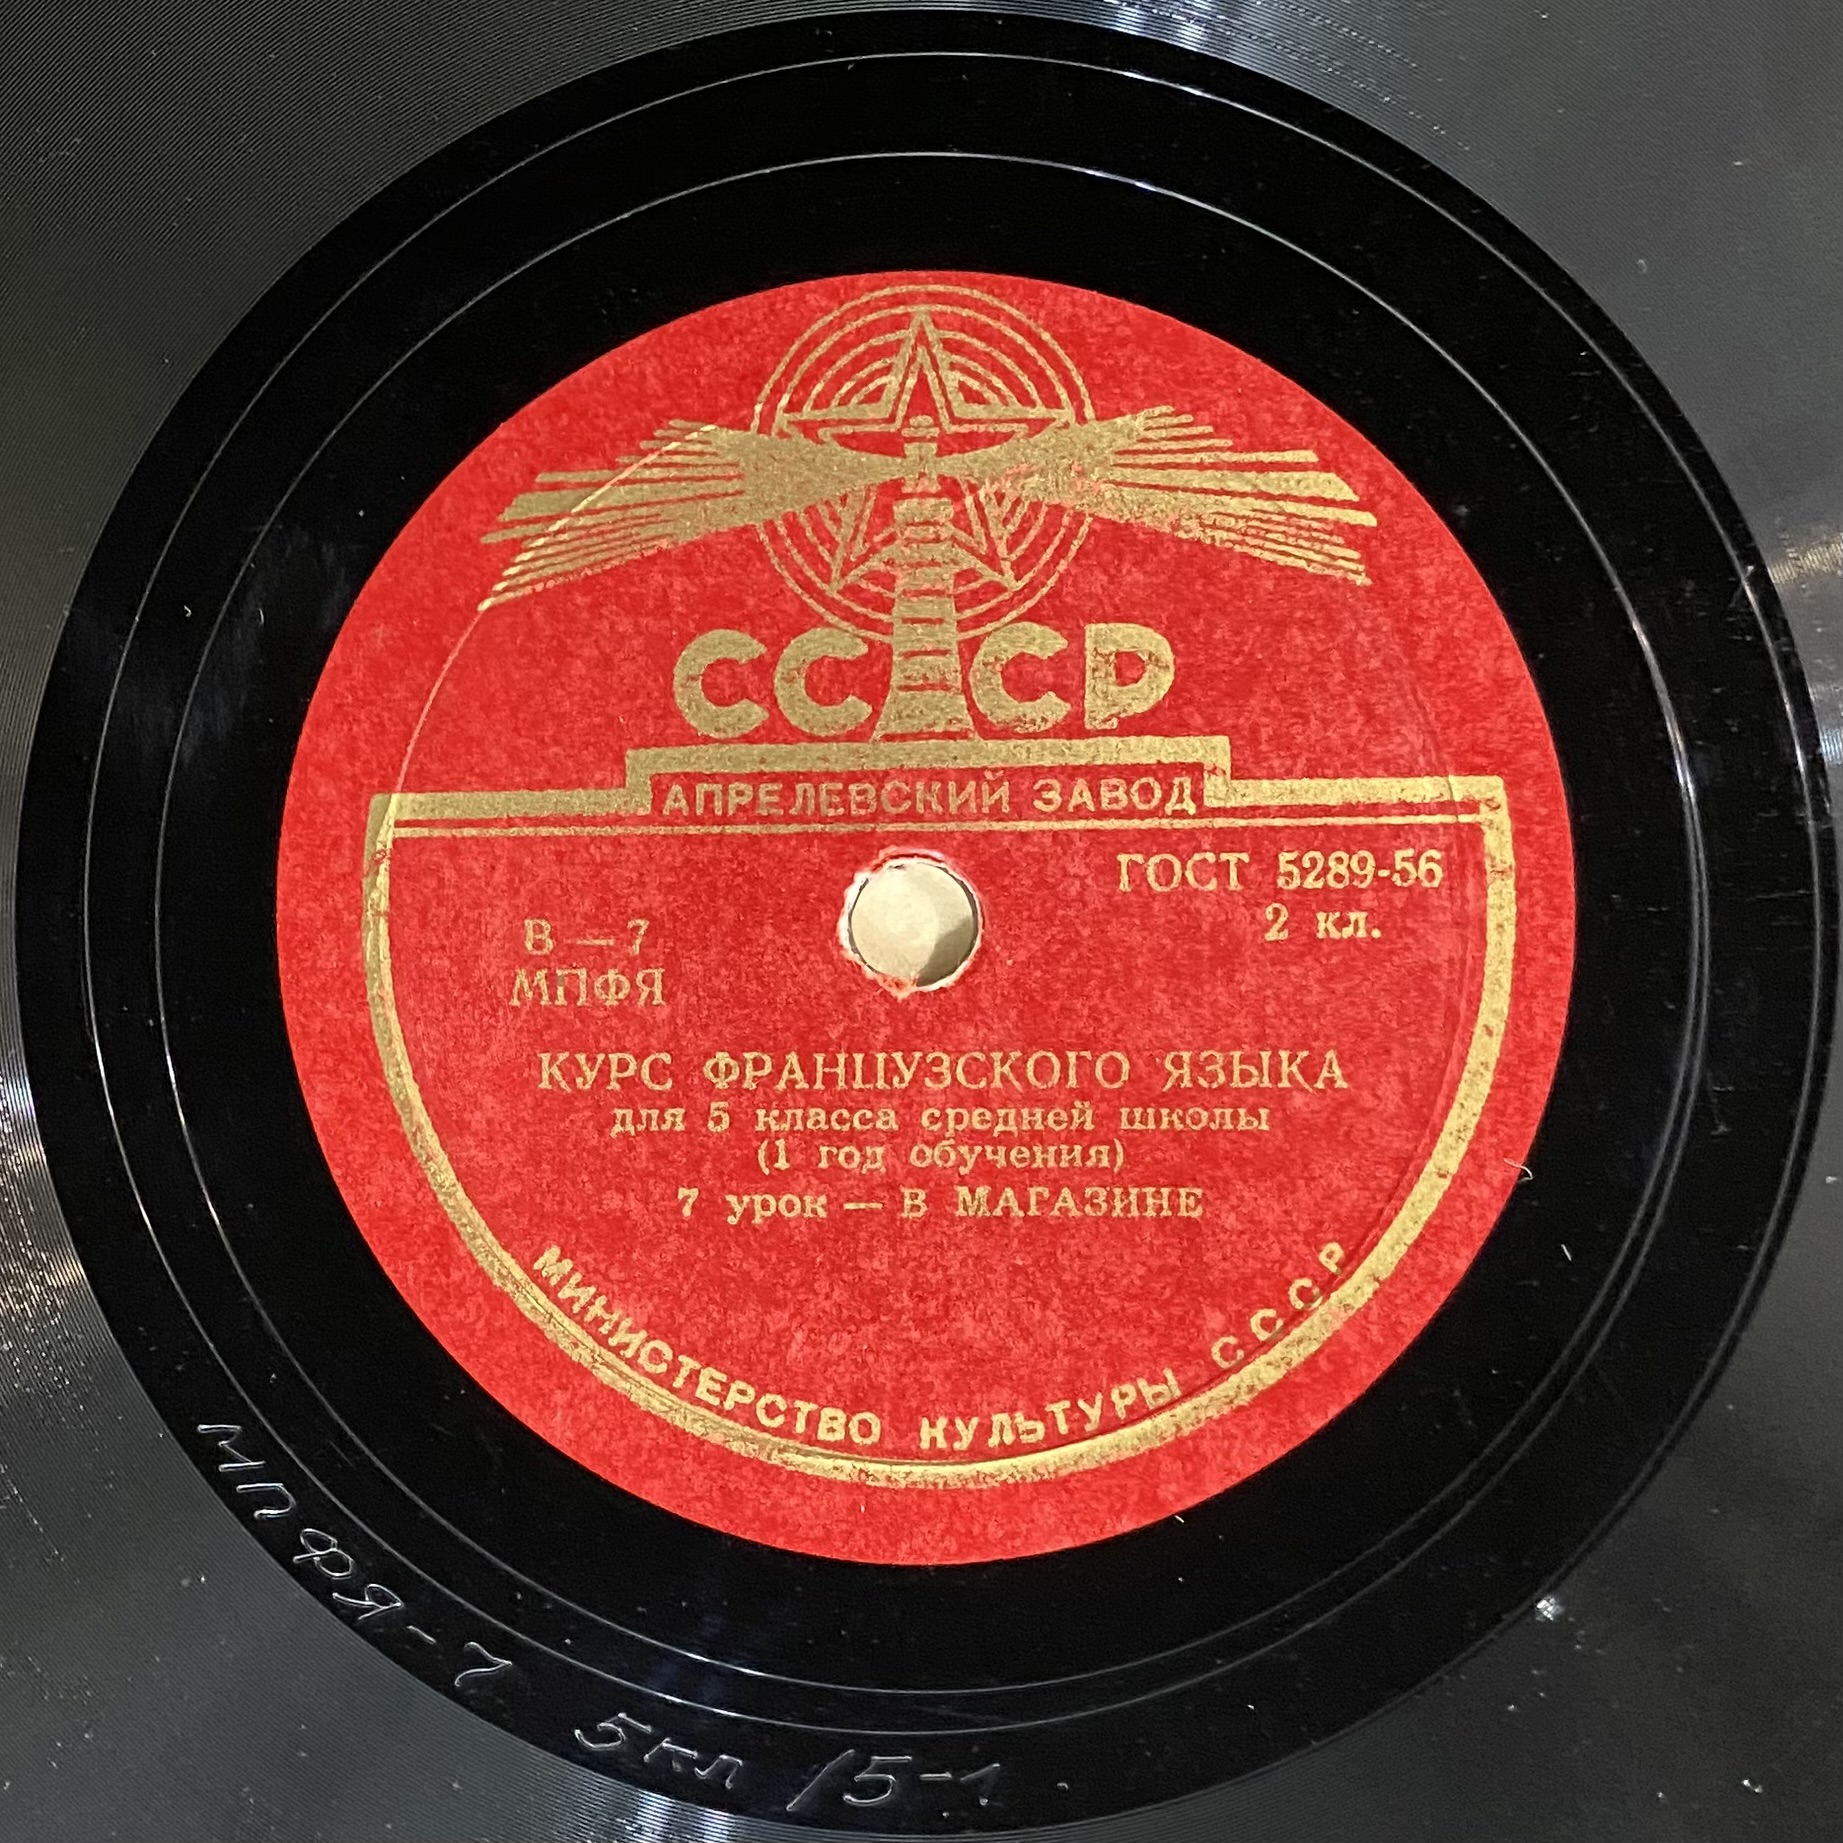 СССР
АПРЕЛЕВСКИЙ ЗАВОД
ГОСТ 5289-56
2 кл.
В — 7
МПФЯ
КУРС ФРАНЦУЗСКОГО ЯЗЫКА
для 5 класса средней школы
(1 год обучения)
7 урок — В МАГАЗИНЕ
МИНИСТЕРСТВО КУЛЬТУРЫ СССР
МПФЯ-7 5кл /5-1